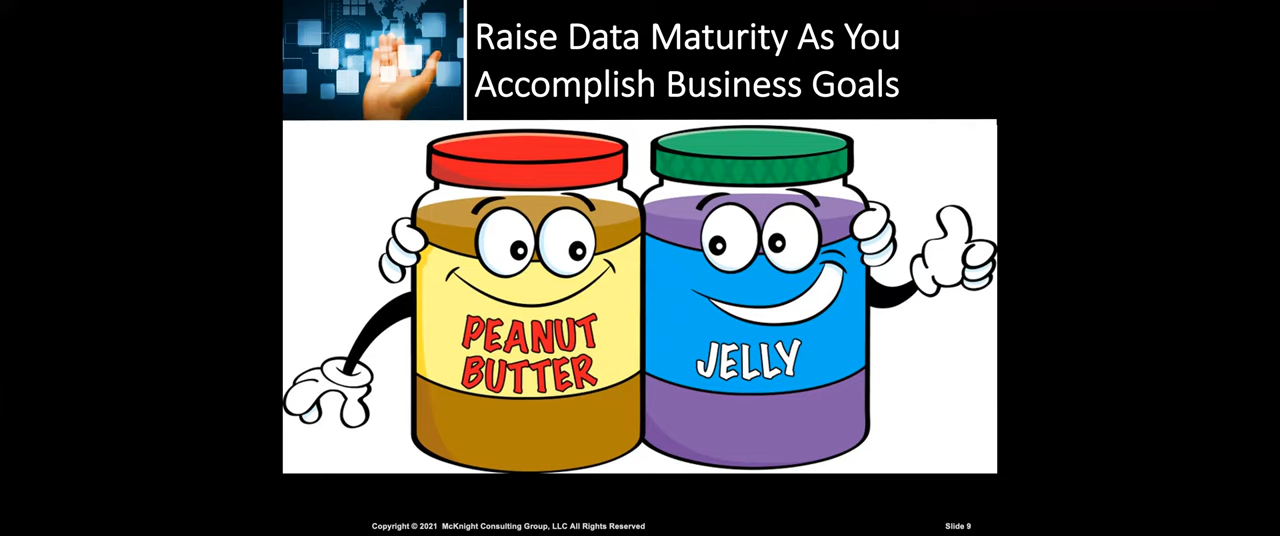 Raise Data Maturity As You
Accomplish Business Goals
PEANUT
BUTTER
JELLY
Copyright © 2021 McKnight Consulting Group, LLC All Rights Reserved
Slide 9